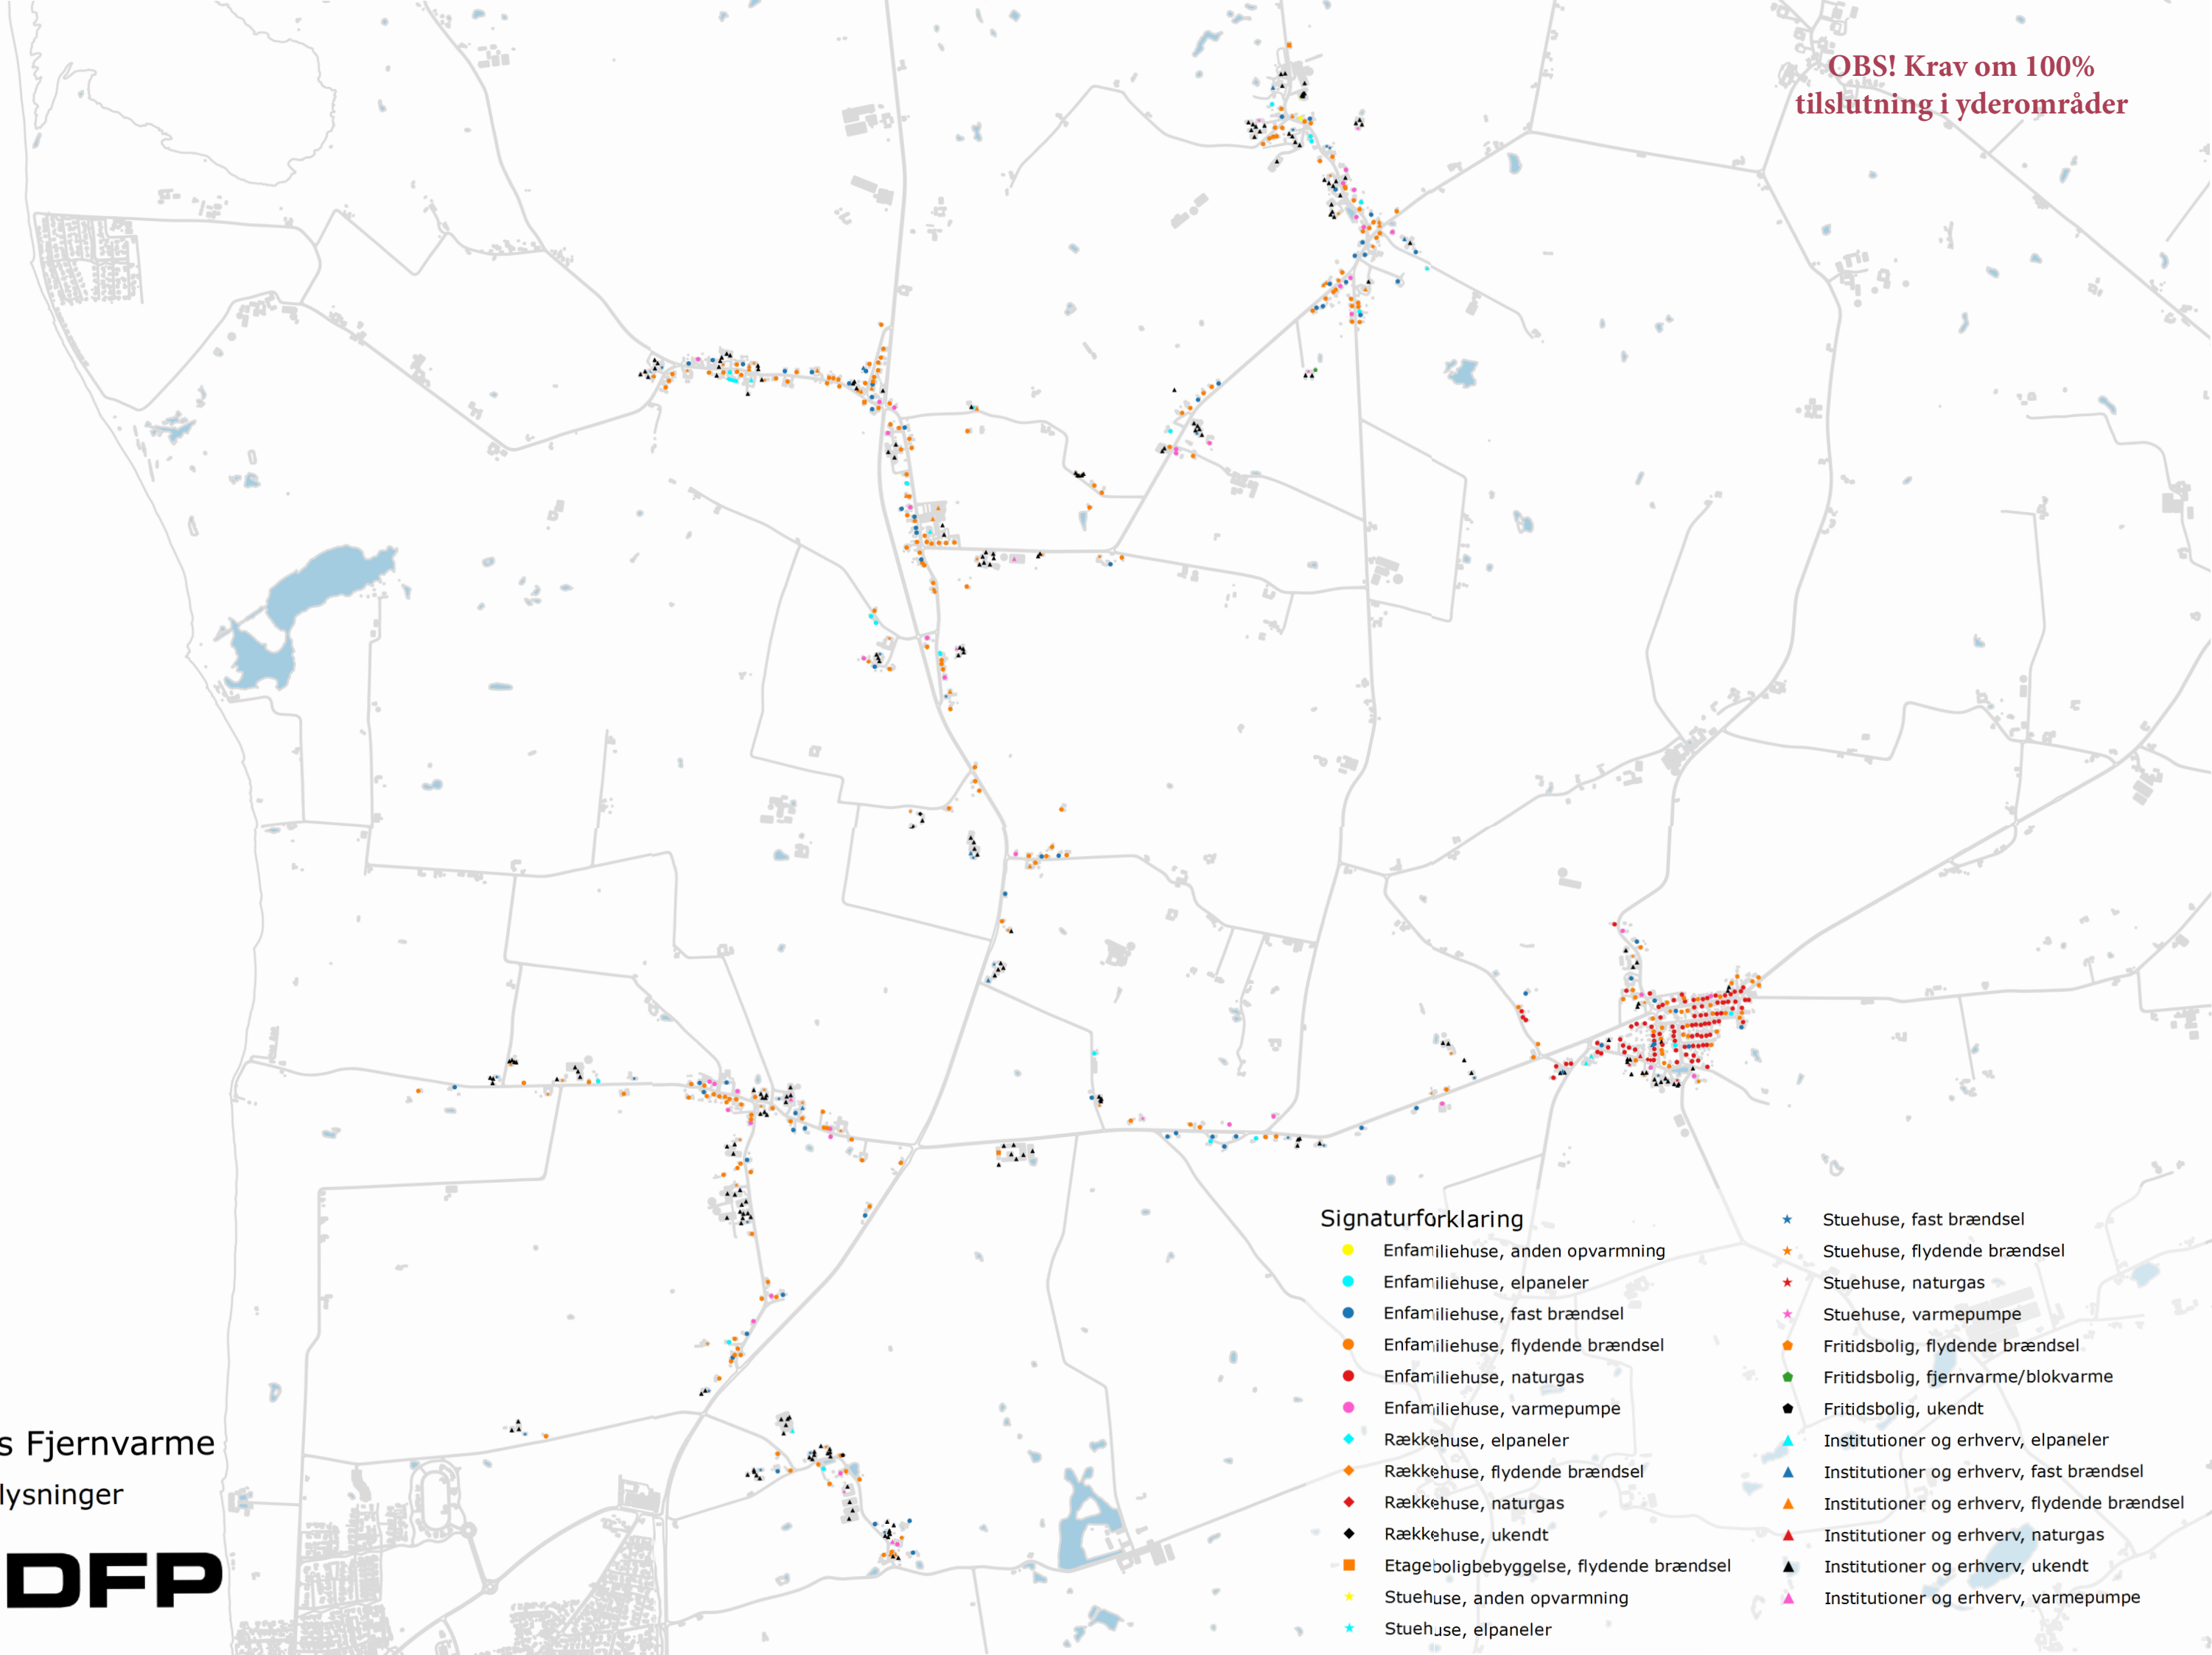 OBS! Krav om 100%
tilslutning i yderområder
s Fjernvarme
lysninger
DFP
Signaturforklaring
Enfamiliehuse, anden opvarmning
Enfamiliehuse, elpaneler
Enfamiliehuse, fast brændsel
Enfamiliehuse, flydende brændsel
Enfamiliehuse, naturgas
Enfamiliehuse, varmepumpe
Rækkehuse, elpaneler
Rækkehuse, flydende brændsel
Rækkehuse, naturgas
Rækkehuse, ukendt
Etageboligbebyggelse, flydende brændsel
Stuehuse, anden opvarmning
Stuehuse, elpaneler
Stuehuse, fast brændsel
Stuehuse, flydende brændsel
Stuehuse, naturgas
Stuehuse, varmepumpe
Fritidsbolig, flydende brændsel
Fritidsbolig, fjernvarme/blokvarme
Fritidsbolig, ukendt
Institutioner og erhverv, elpaneler
Institutioner og erhverv, fast brændsel
Institutioner og erhverv, flydende brændsel
Institutioner og erhverv, naturgas
Institutioner og erhverv, ukendt
Institutioner og erhverv, varmepumpe